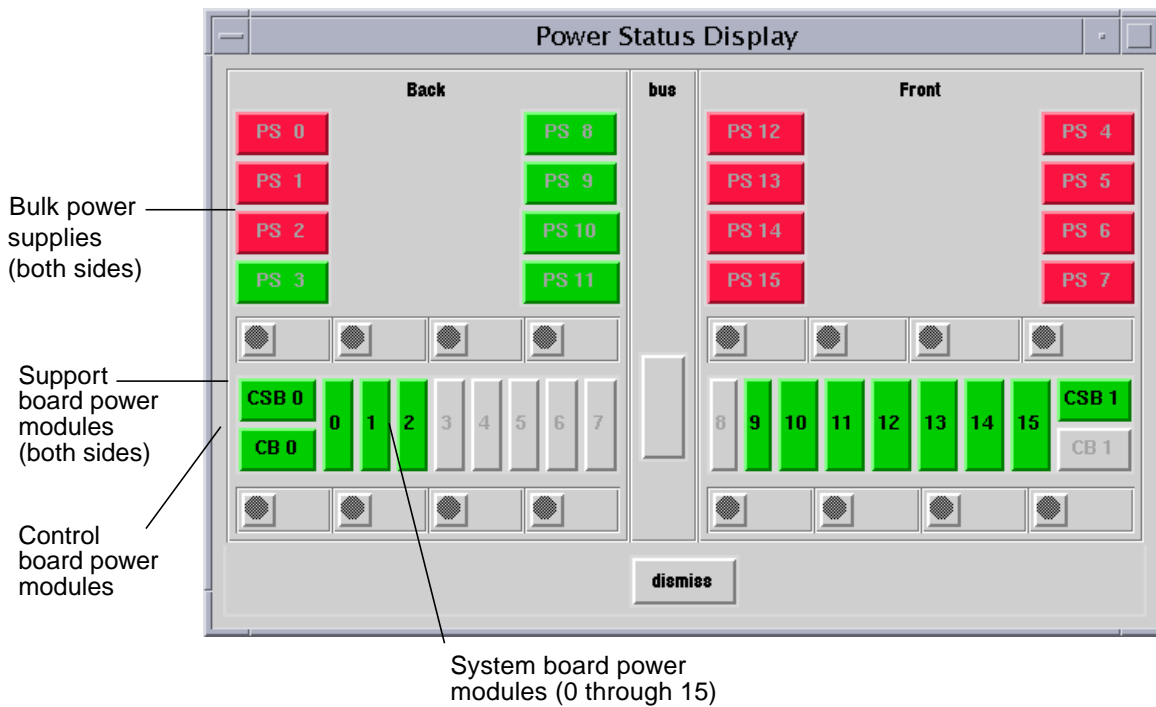 Power Status Display
Back
bus
Front
PS 0
PS 8
PS 12
PS 4
PS 1
PS 9
PS 13
PS 5
PS 2
PS 10
PS 14
PS 6
PS 3
PS 11
PS 15
PS 7
CSB 0
CB 0
0 1 2 3 4 5 6 7
8 9 10 11 12 13 14 15
CSB 1
CB 1
dismiss
Bulk power
supplies
(both sides)
Support
board power
modules
(both sides)
Control
board power
modules
System board power
modules (0 through 15)